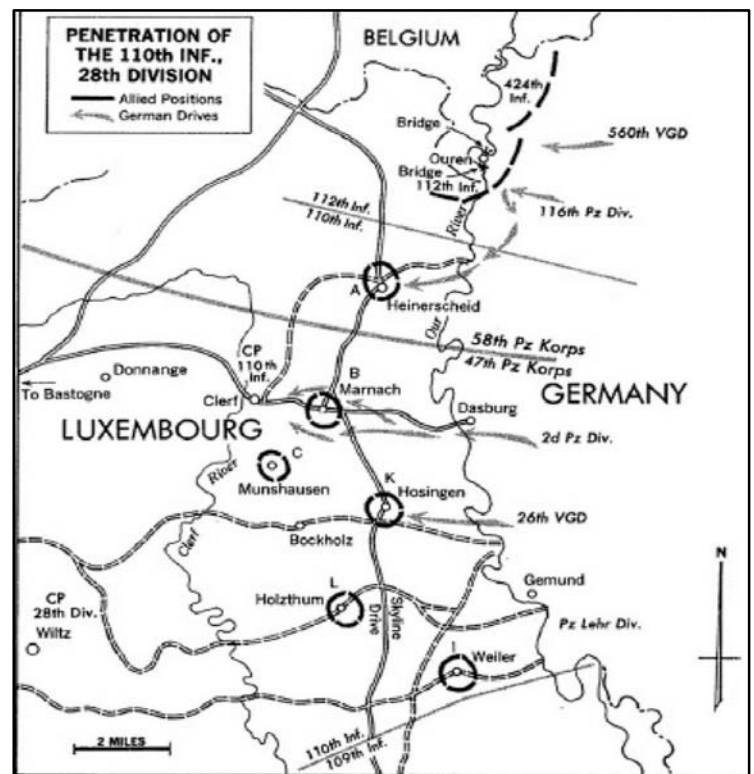 PENETRATION OF
THE 110th INF.,
28th DIVISION
Allied Positions
German Drives
BELGIUM
424th
Inf.
Bridge
Ouren
Bridge
112th Inf.
560th VGD
116th Pz Div.
112th Inf.
110th Inf.
River
Our
A
Heinerscheid
58th Pz Korps
47th Pz Korps
CP
110th
Inf.
Donnange
To Bastogne
B
Marnach
GERMANY
Clerf
Dasburg
LUXEMBOURG
2d Pz Div.
C
Munshausen
River
Clerf
K
Hosingen
26th VGD
Bockholz
N
CP
28th Div.
Wiltz
L
Holzthum
Skyline
Drive
Gemund
Pz Lehr Div.
I
Weiler
110th Inf.
109th Inf.
2 MILES